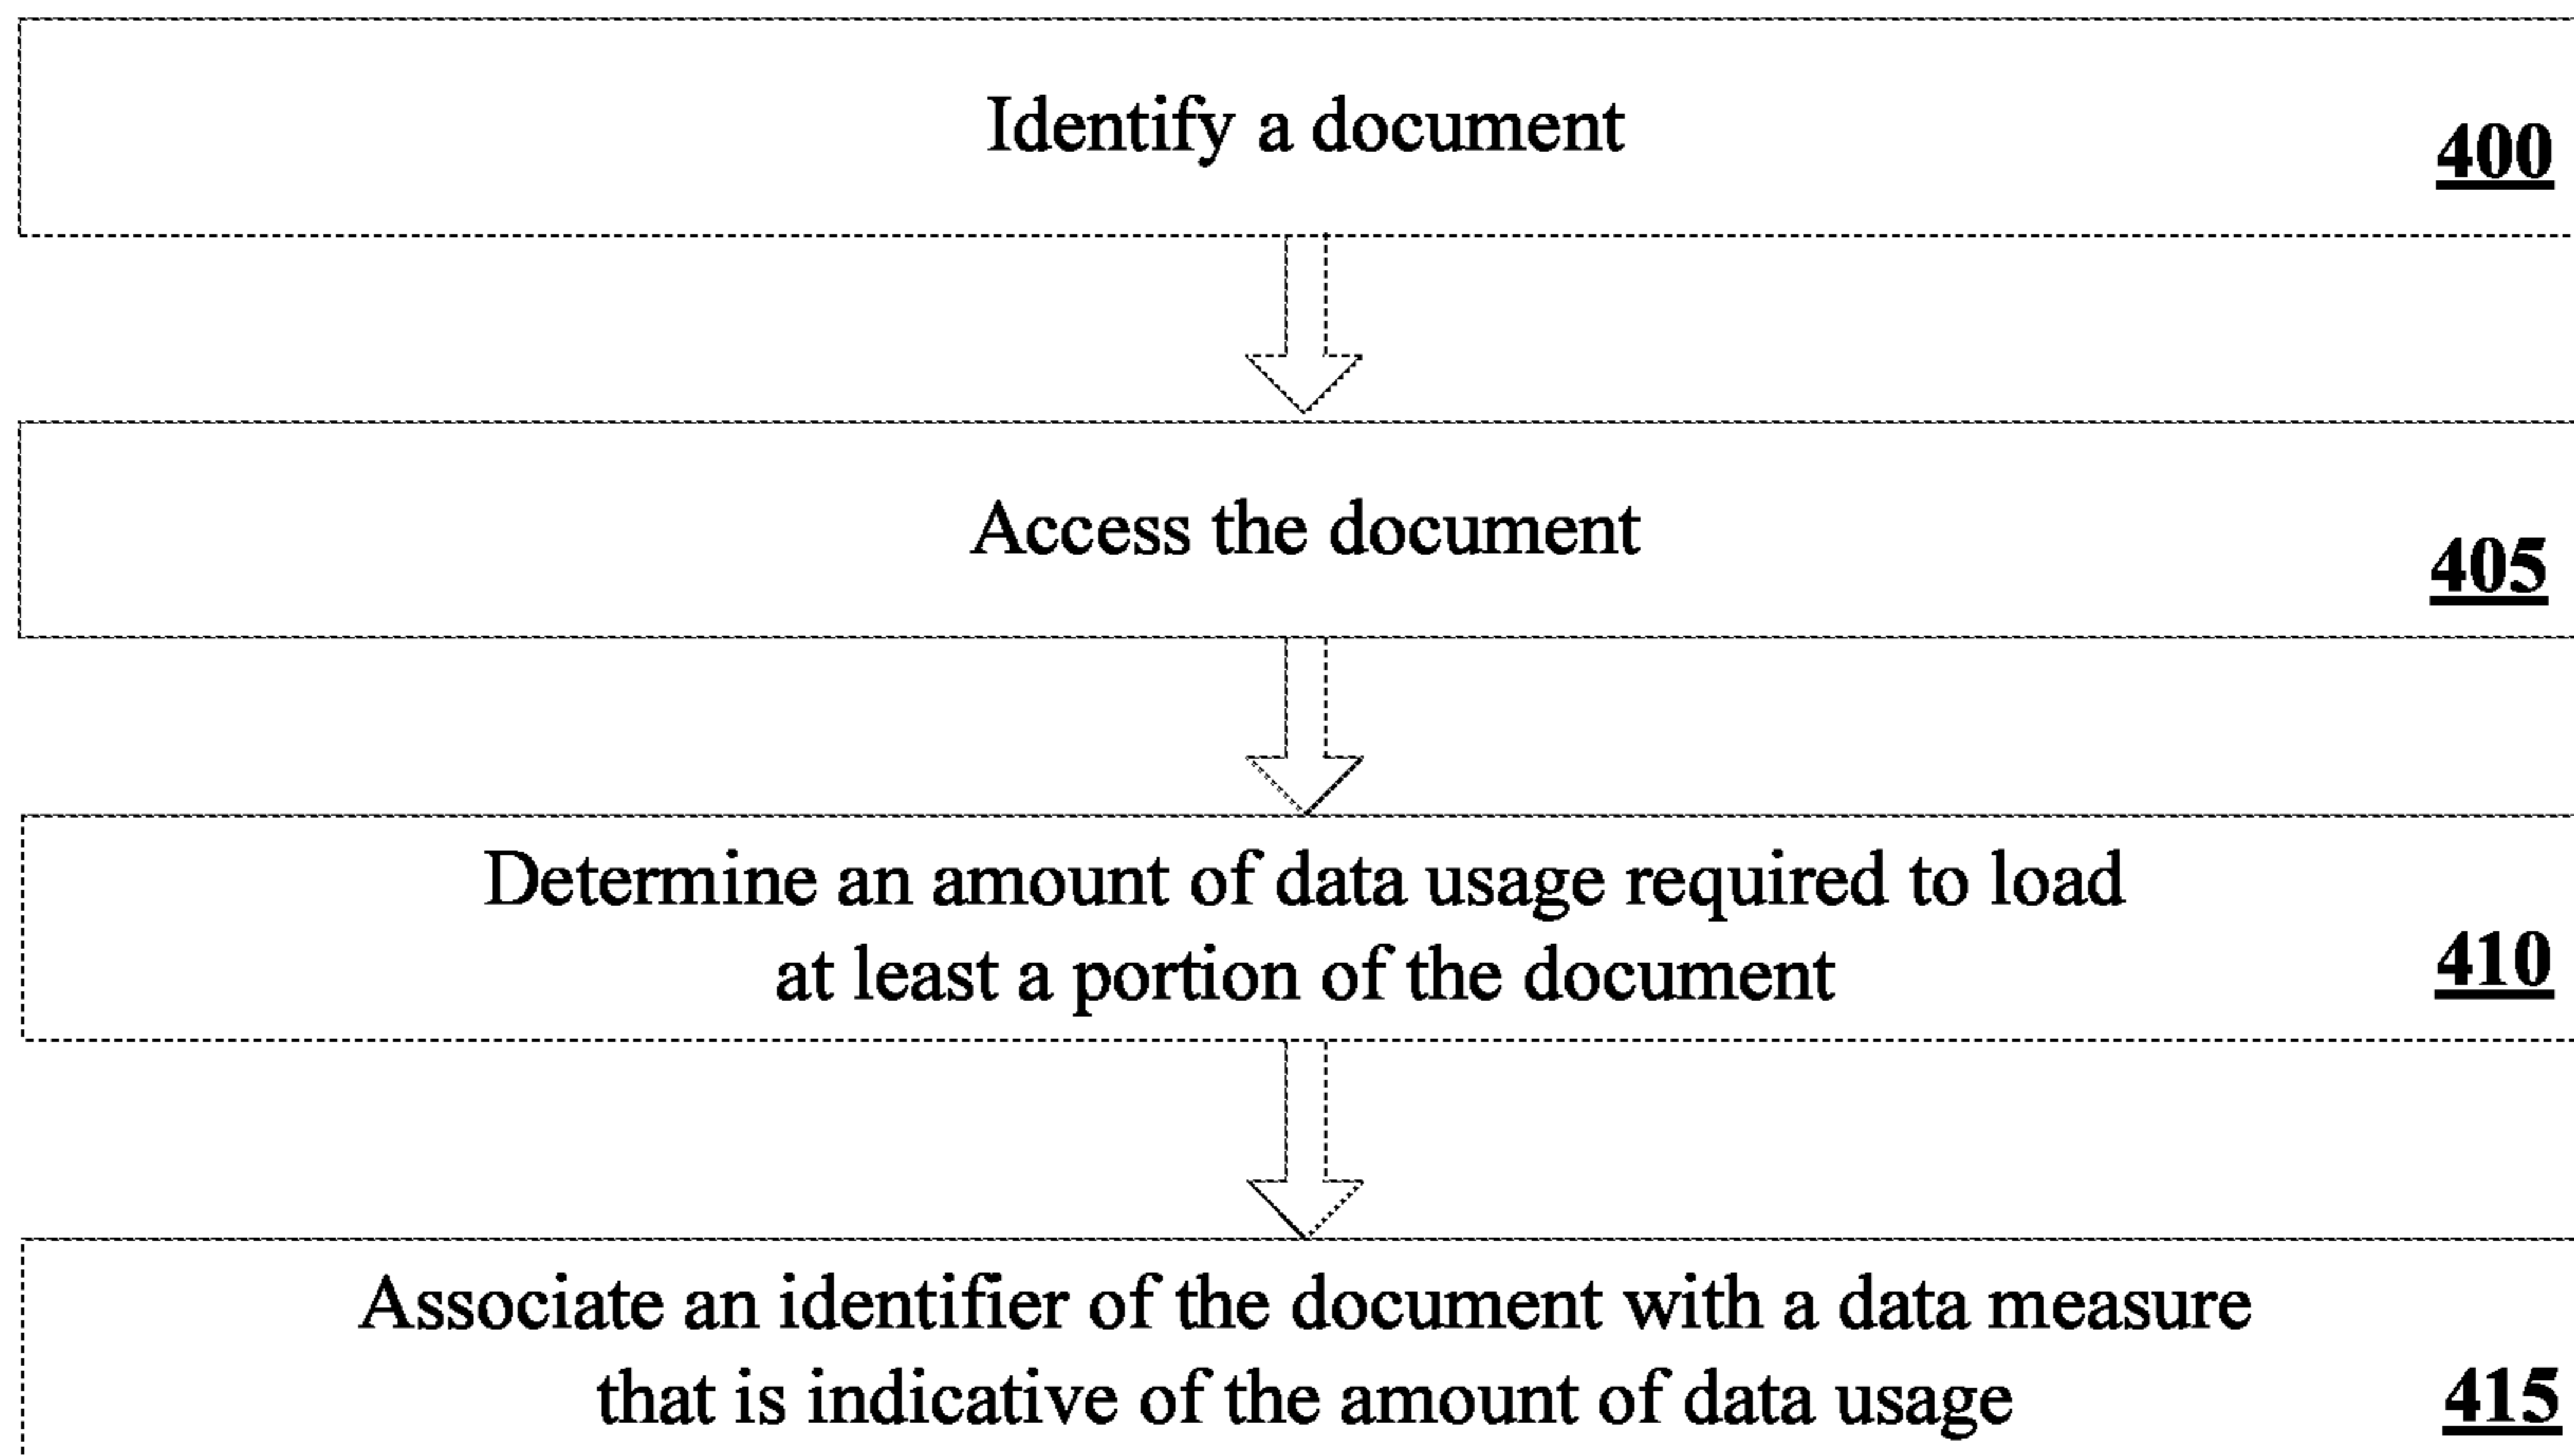 Identify a document
400
Access the document
405
Determine an amount of data usage required to load
at least a portion of the document
410
Associate an identifier of the document with a data measure
that is indicative of the amount of data usage
415